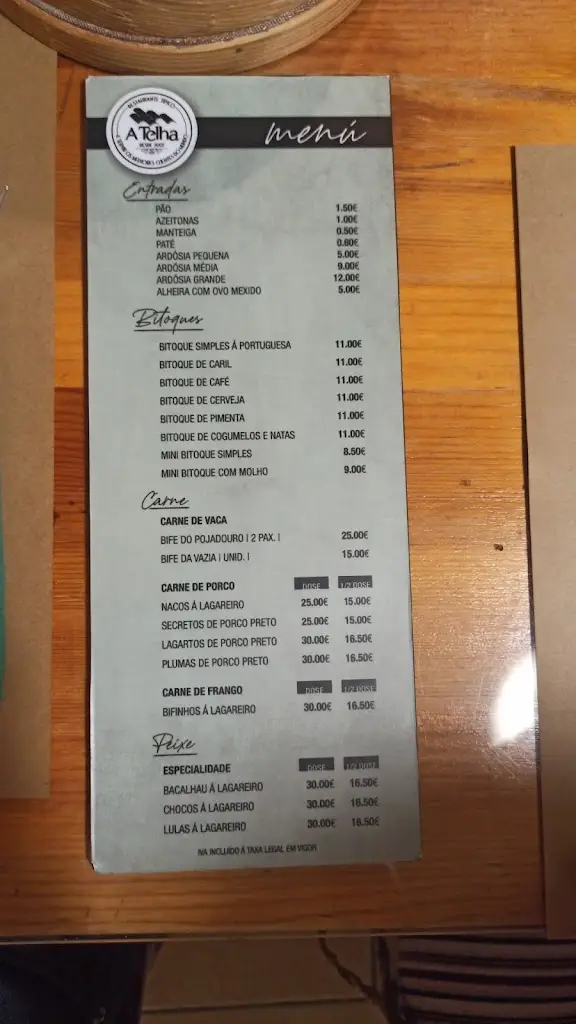 RESTAURANTE TÍPICO
A Telha
DESDE 2002
menú
Entradas
PÃO 1.50€
AZEITONAS 1.00€
MANTEIGA 0.50€
PATÉ 0.60€
ARDÓSIA PEQUENA 5.00€
ARDÓSIA MÉDIA 9.00€
ARDÓSIA GRANDE 12.00€
ALHEIRA COM OVO MEXIDO 5.00€
Bitoques
BITOQUE SIMPLES Á PORTUGUESA 11.00€
BITOQUE DE CARIL 11.00€
BITOQUE DE CAFÉ 11.00€
BITOQUE DE CERVEJA 11.00€
BITOQUE DE PIMENTA 11.00€
BITOQUE DE COGUMELOS E NATAS 11.00€
MINI BITOQUE SIMPLES 8.50€
MINI BITOQUE COM MOLHO 9.00€
Carne
CARNE DE VACA
BIFE DO POJADOURO | 2 PAX. | 25.00€
BIFE DA VAZIA | UNID. | 15.00€
CARNE DE PORCO DOSE 1/2 DOSE
NACOS Á LAGAREIRO 25.00€ 15.00€
SECRETOS DE PORCO PRETO 25.00€ 15.00€
LAGARTOS DE PORCO PRETO 30.00€ 16.50€
PLUMAS DE PORCO PRETO 30.00€ 16.50€
CARNE DE FRANGO DOSE 1/2 DOSE
BIFINHOS Á LAGAREIRO 30.00€ 16.50€
Peixe
ESPECIALIDADE DOSE 1/2 DOSE
BACALHAU Á LAGAREIRO 30.00€ 16.50€
CHOCOS Á LAGAREIRO 30.00€ 16.50€
LULAS Á LAGAREIRO 30.00€ 16.50€
IVA INCLUÍDO Á TAXA LEGAL EM VIGOR